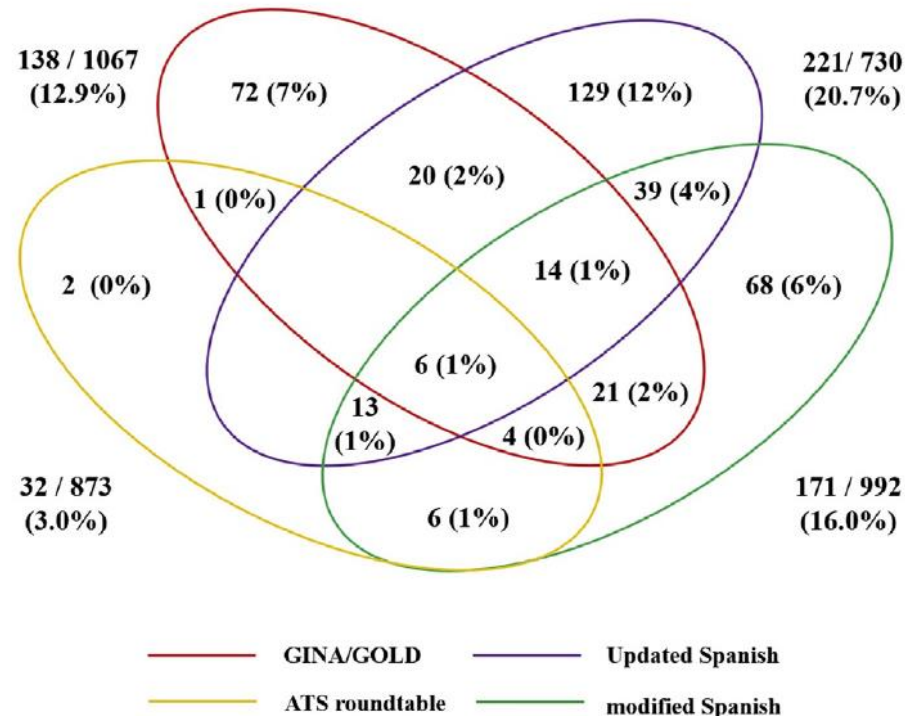 138 / 1067
(12.9%)
72 (7%)
129 (12%)
221/ 730
(20.7%)
1 (0%)
20 (2%)
39 (4%)
2 (0%)
14 (1%)
68 (6%)
6 (1%)
13
(1%)
21 (2%)
4 (0%)
32 / 873
(3.0%)
6 (1%)
171 / 992
(16.0%)
GINA/GOLD
Updated Spanish
ATS roundtable
modified Spanish